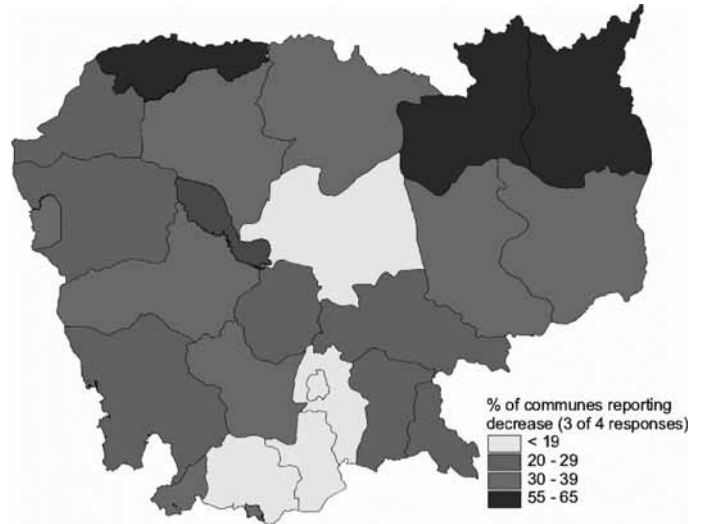 % of communes reporting
decrease (3 of 4 responses)
< 19
20 - 29
30 - 39
55 - 65